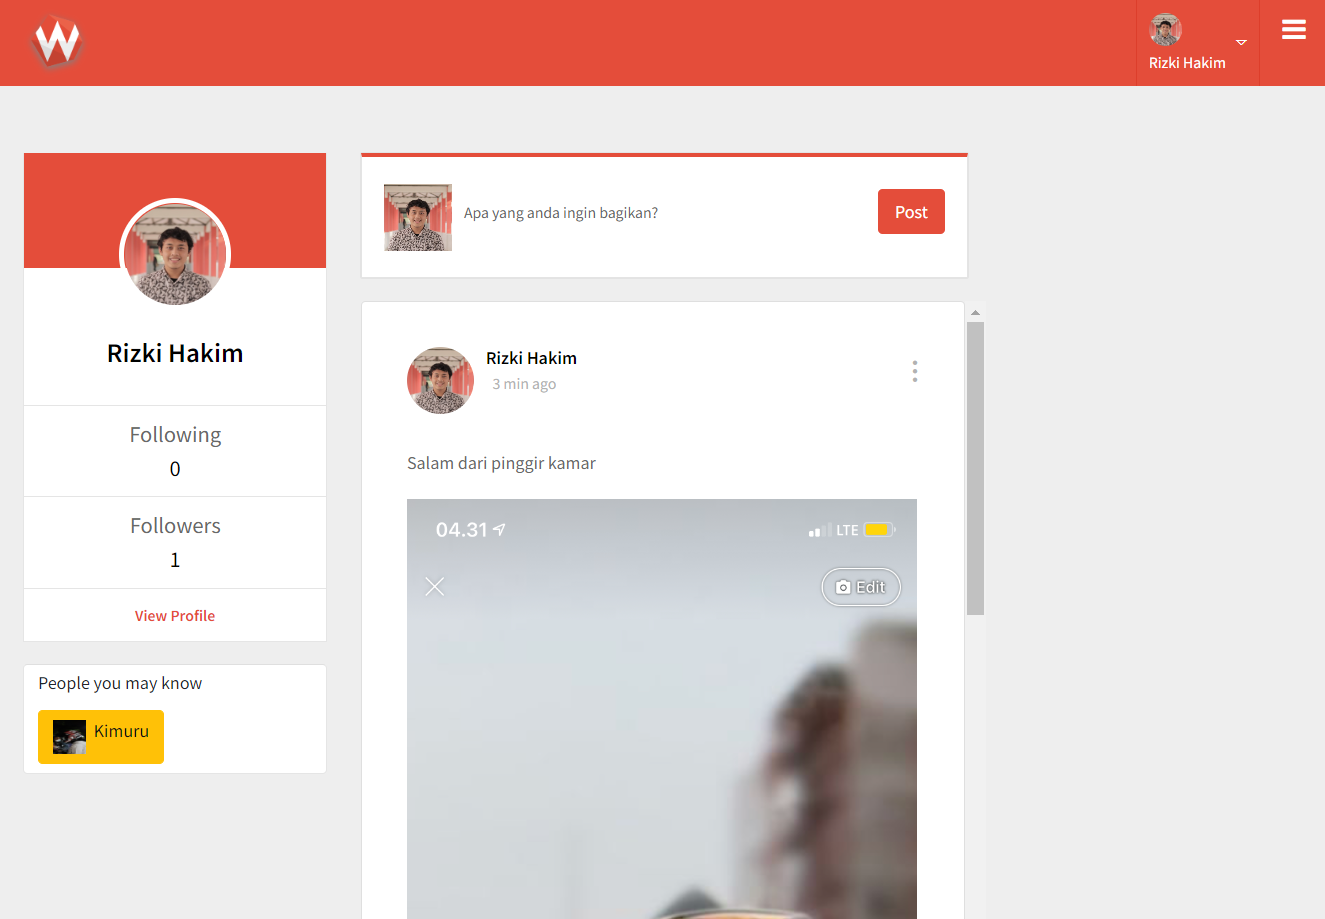 W
Rizki Hakim
Rizki Hakim
Following
0
Followers
1
View Profile
People you may know
Kimuru
Apa yang anda ingin bagikan?
Post
Rizki Hakim
3 min ago
Salam dari pinggir kamar
04.31
LTE
Edit